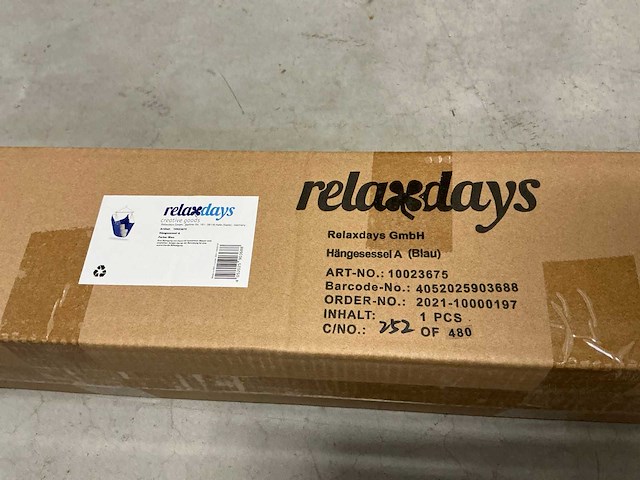 relaxdays
creative goods
Hängesessel A
relaxdays
Relaxdays GmbH
Hängesessel A (Blau)
ART-NO.: 10023675
Barcode-No.: 4052025903688
ORDER-NO.: 2021-10000197
INHALT: 1 PCS
C/NO.: 252 OF 480